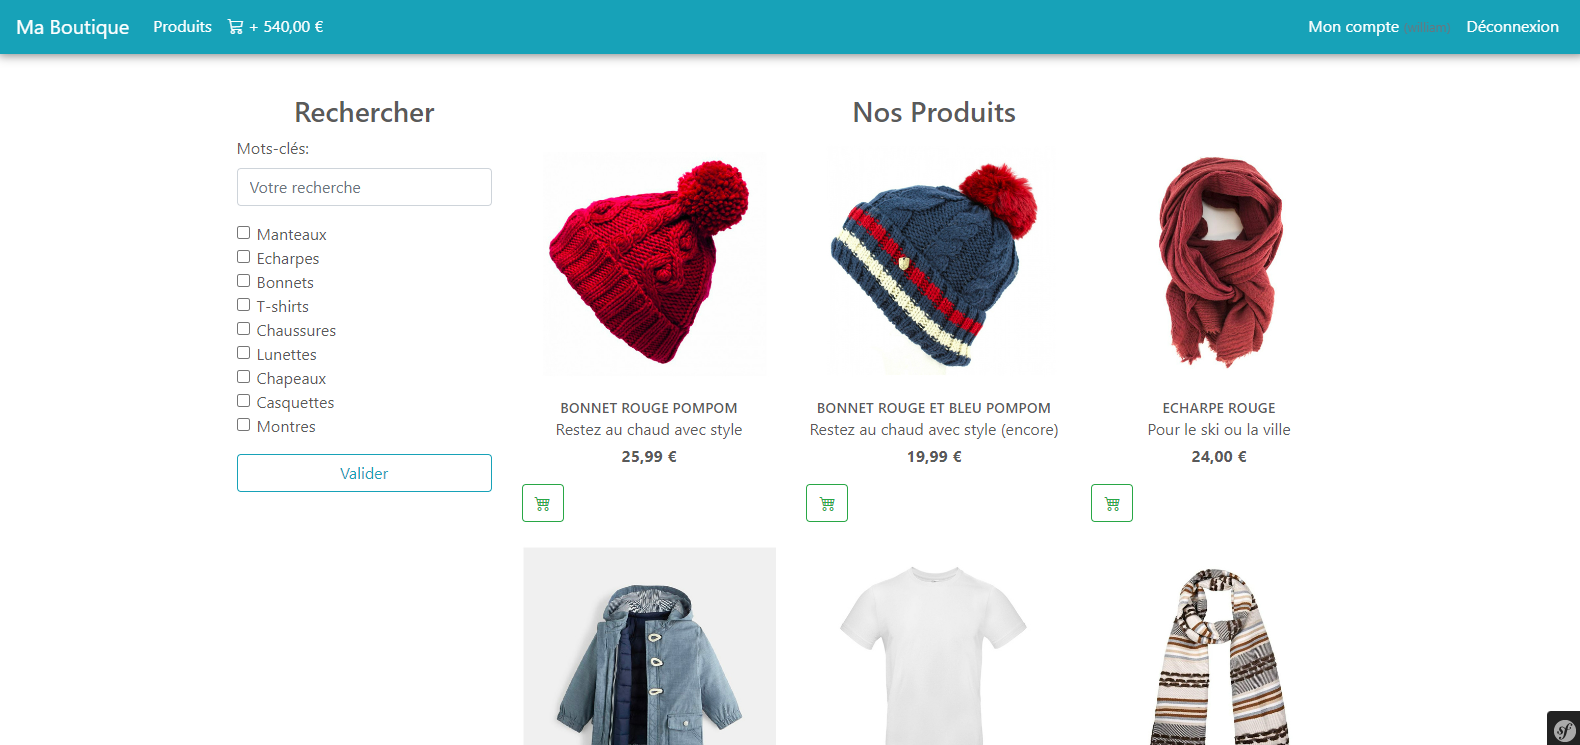 Ma Boutique Produits + 540,00 € Mon compte Déconnexion
Rechercher
Mots-clés:
Votre recherche
Manteaux
Echarpes
Bonnets
T-shirts
Chaussures
Lunettes
Chapeaux
Casquettes
Montres
Valider
Nos Produits
BONNET ROUGE POMPOM
Restez au chaud avec style
25,99 €
BONNET ROUGE ET BLEU POMPOM
Restez au chaud avec style (encore)
19,99 €
ECHARPE ROUGE
Pour le ski ou la ville
24,00 €
sf